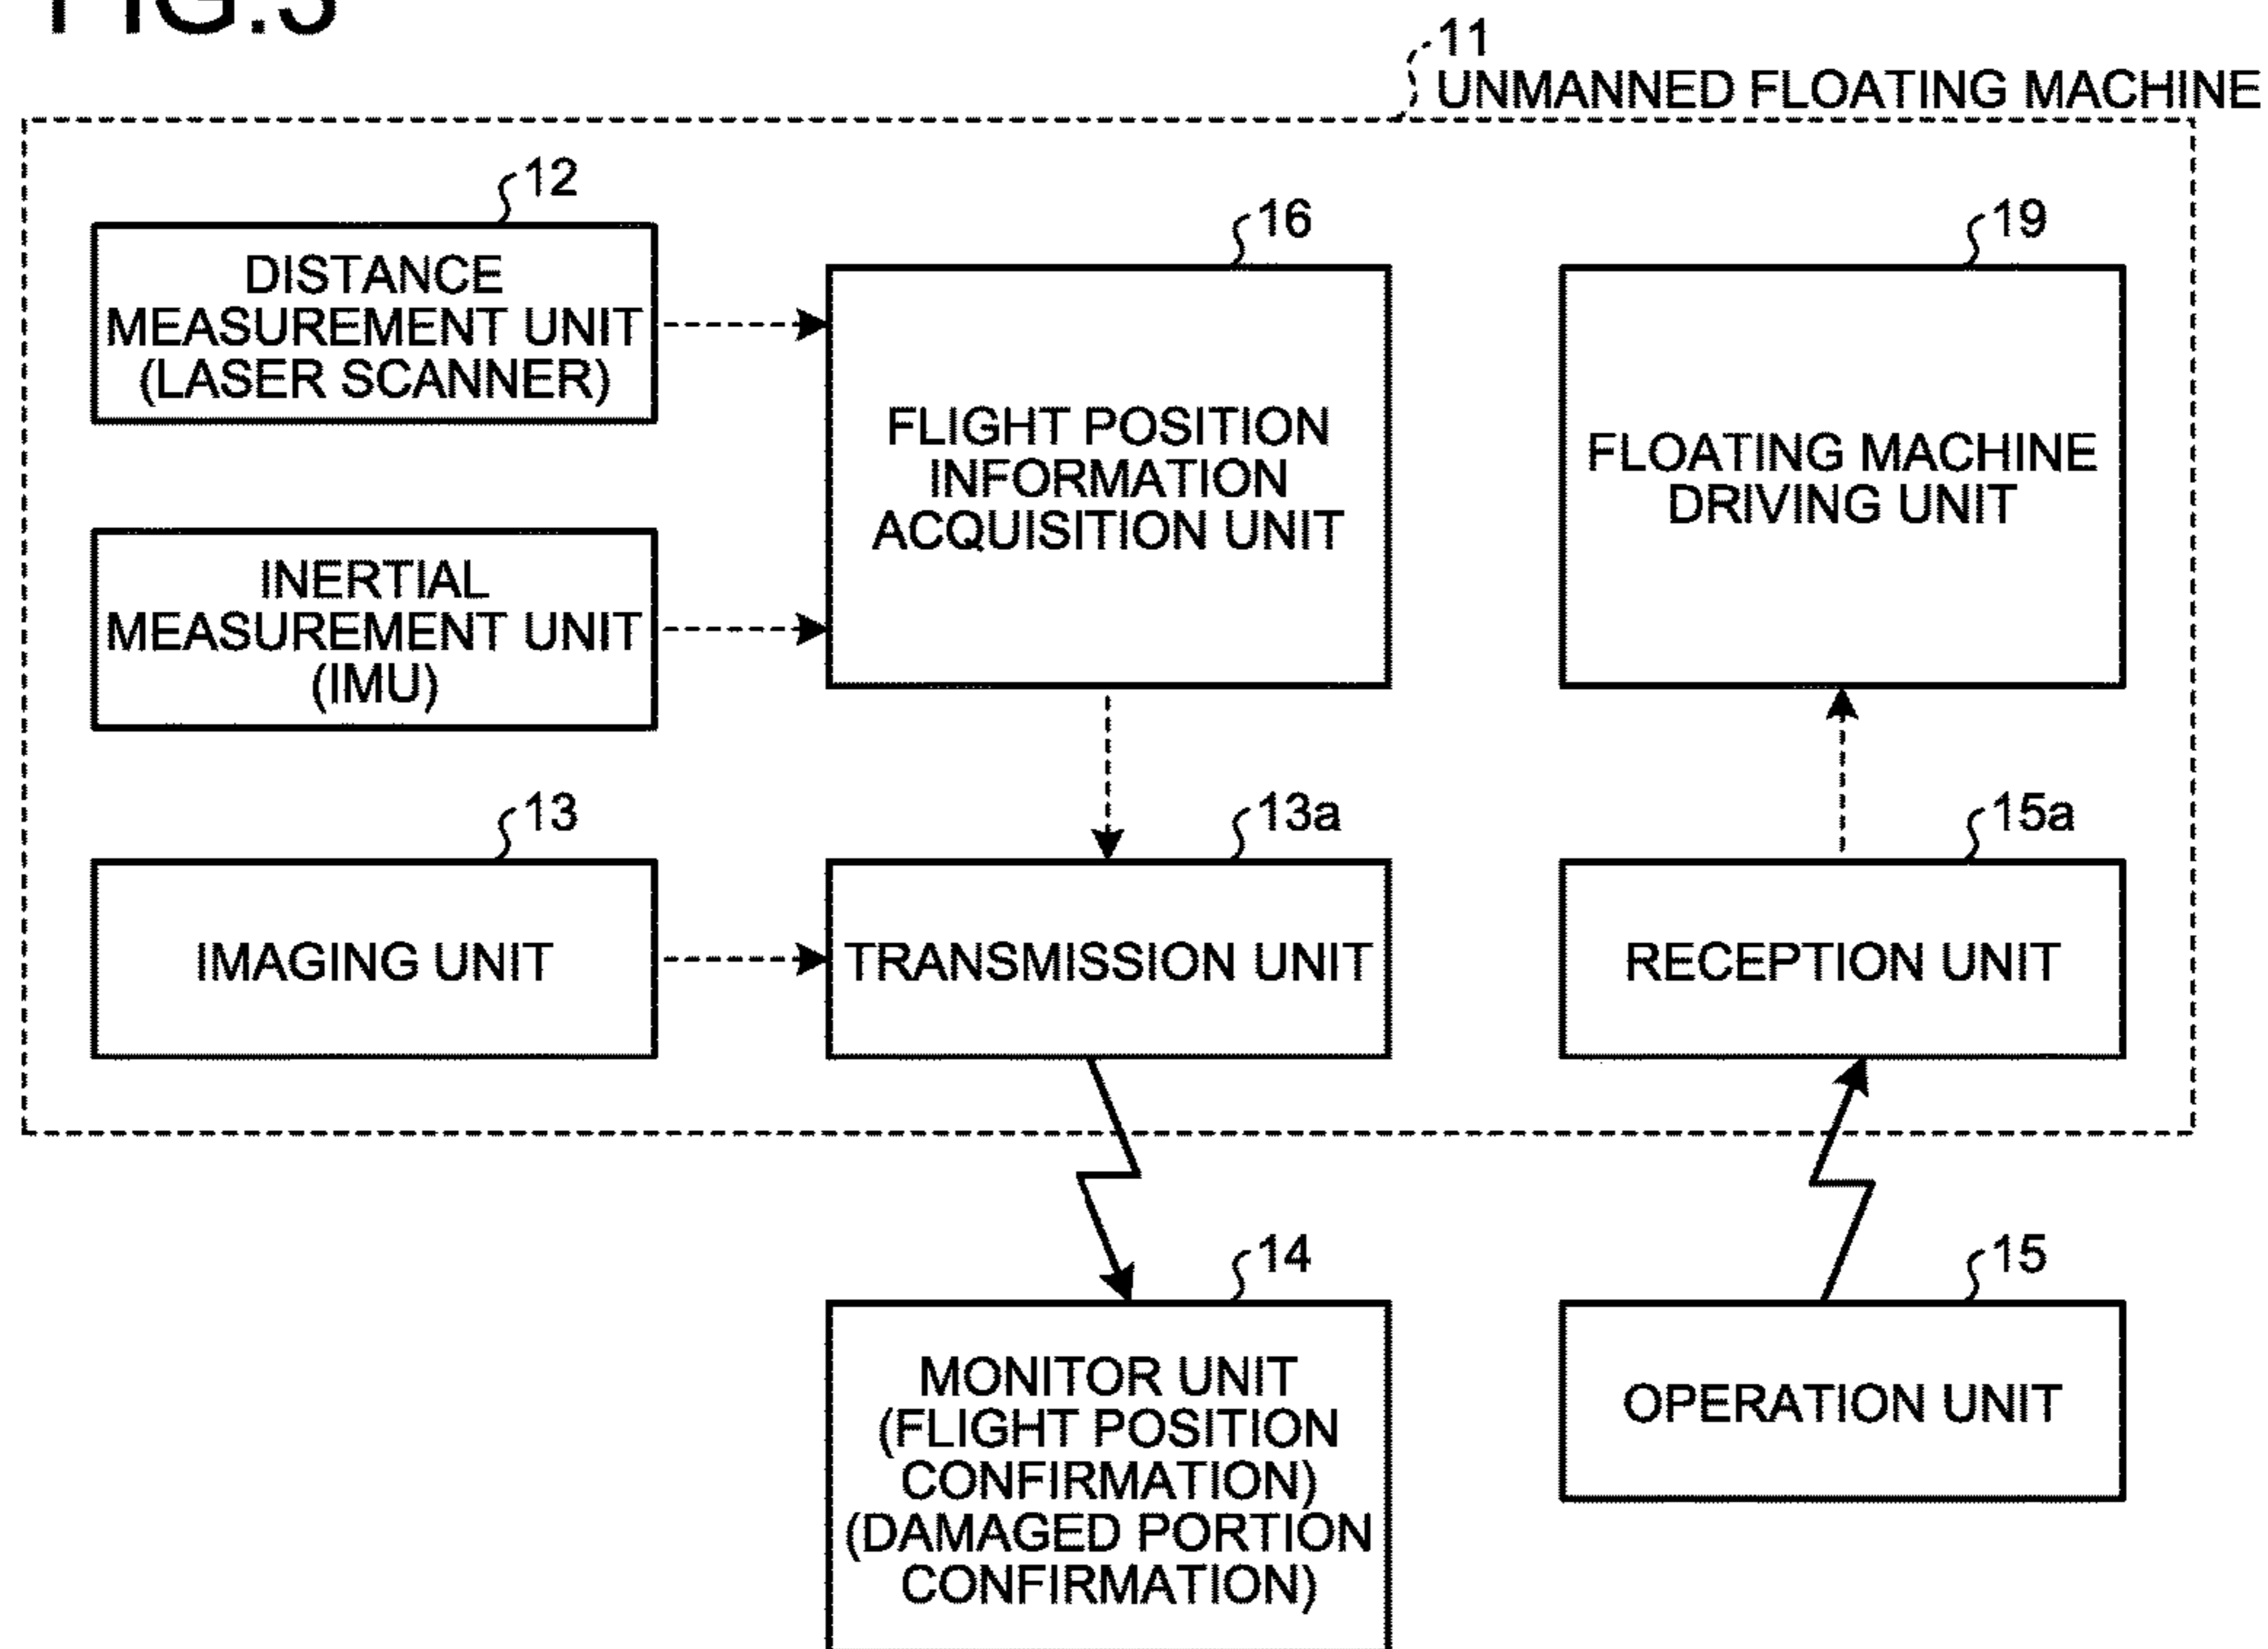 FIG.3
11
UNMANNED FLOATING MACHINE
12
DISTANCE
MEASUREMENT UNIT
(LASER SCANNER)
16
FLIGHT POSITION
INFORMATION
ACQUISITION UNIT
19
FLOATING MACHINE
DRIVING UNIT
INERTIAL
MEASUREMENT UNIT
(IMU)
13
IMAGING UNIT
13a
TRANSMISSION UNIT
15a
RECEPTION UNIT
14
MONITOR UNIT
(FLIGHT POSITION
CONFIRMATION)
(DAMAGED PORTION
CONFIRMATION)
15
OPERATION UNIT